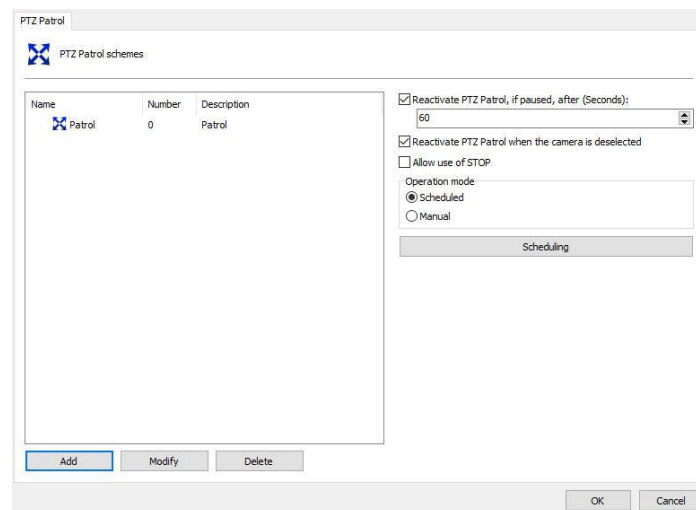 PTZ Patrol
PTZ Patrol schemes
Name Number Description
Patrol 0 Patrol
Reactivate PTZ Patrol, if paused, after (Seconds):
60
Reactivate PTZ Patrol when the camera is deselected
Allow use of STOP
Operation mode
Scheduled
Manual
Scheduling
Add Modify Delete
OK Cancel